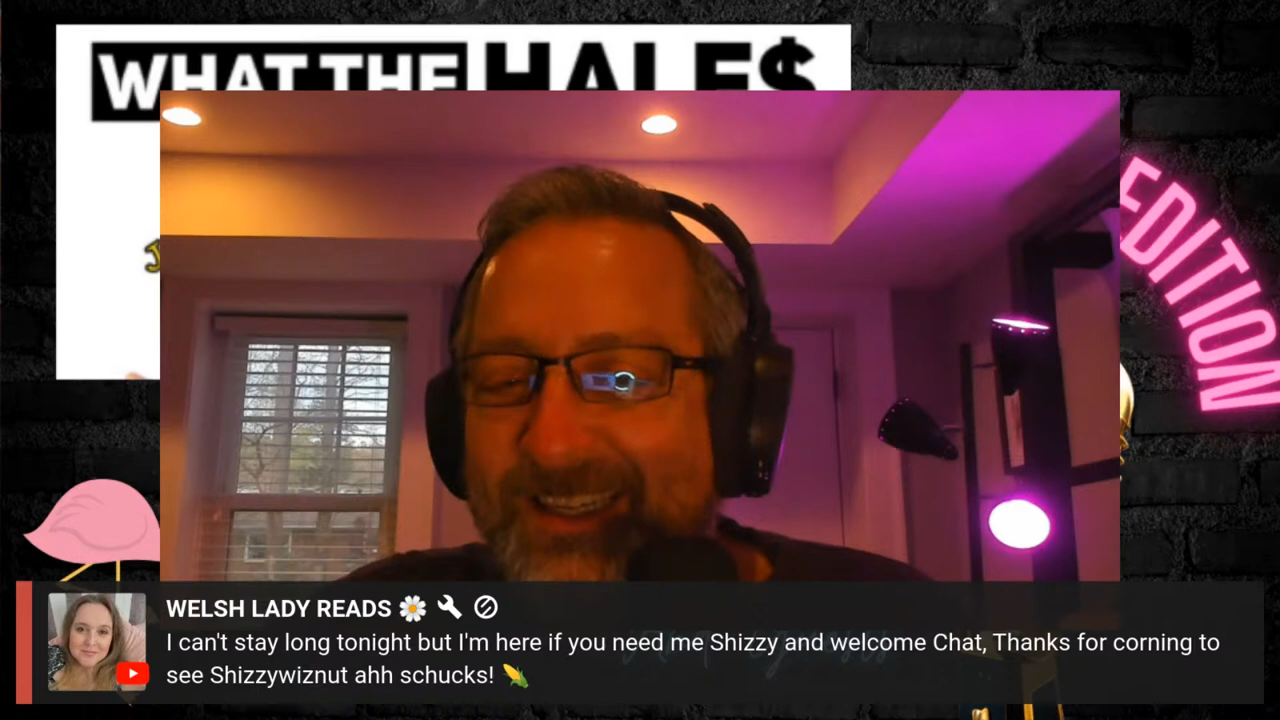 WHAT THE HALE$
EDITION
WELSH LADY READS 🌼
I can't stay long tonight but I'm here if you need me Shizzy and welcome Chat, Thanks for corning to
see Shizzywiznut ahh schucks! 🌽